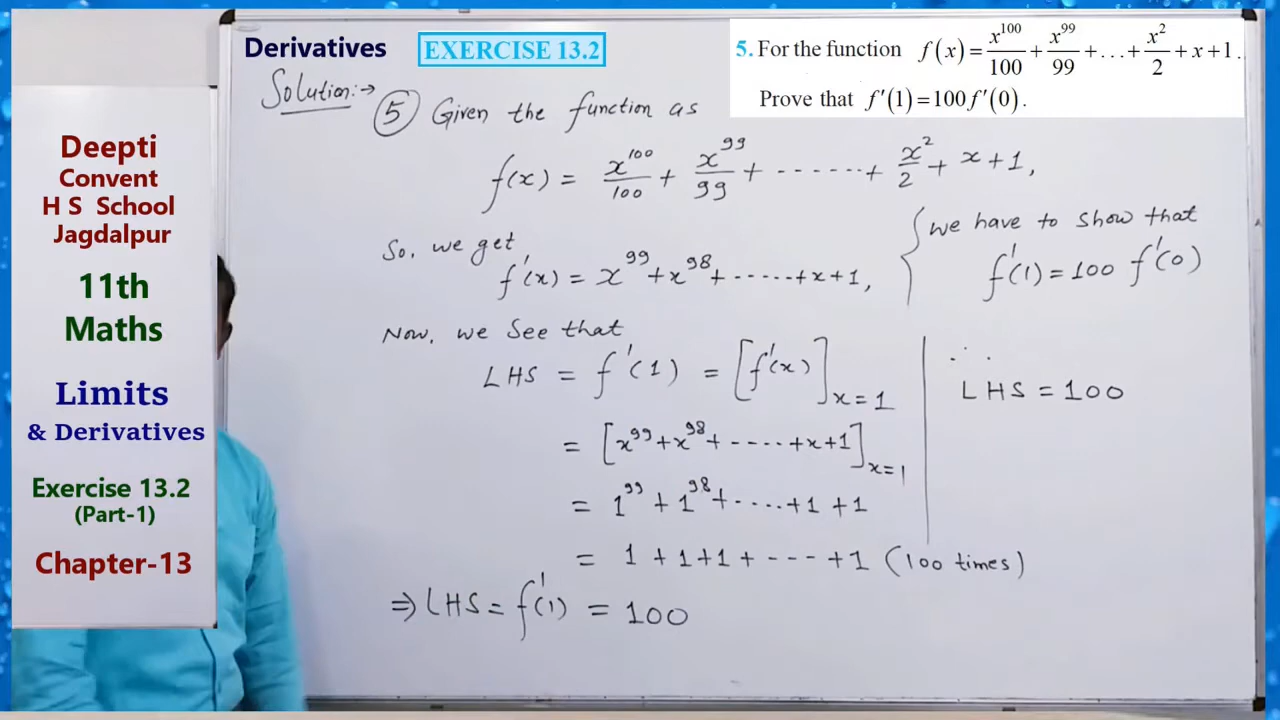 Derivatives EXERCISE 13.2
5. For the function f(x) = x^100/100 + x^99/99 + ... + x^2/2 + x + 1.
Prove that f'(1) = 100 f'(0).
Deepti
Convent
H S School
Jagdalpur
11th
Maths
Limits
& Derivatives
Exercise 13.2
(Part-1)
Chapter-13
Solution:→
⑤ Given the function as
f(x) = x^100/100 + x^99/99 + ------ + x^2/2 + x + 1,
So, we get
f'(x) = x^99 + x^98 + ----- + x + 1,
{ we have to show that
f'(1) = 100 f'(0)
Now, we see that
LHS = f'(1) = [f'(x)]x=1
= [x^99 + x^98 + ----- + x + 1]x=1
= 1^99 + 1^98 + ---- + 1 + 1
= 1 + 1 + 1 + ---- + 1 (100 times)
⇒ LHS = f'(1) = 100
∴
LHS = 100